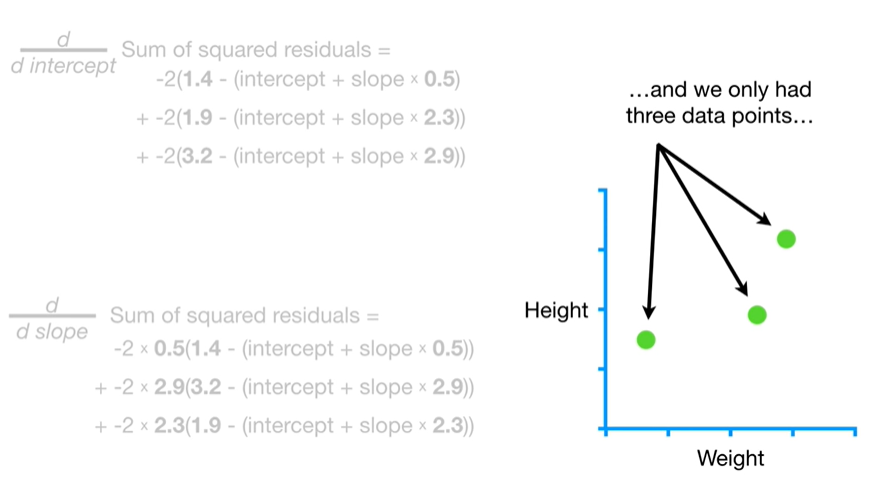 d
d intercept
Sum of squared residuals =
-2(1.4 - (intercept + slope × 0.5)
+ -2(1.9 - (intercept + slope × 2.3))
+ -2(3.2 - (intercept + slope × 2.9))
…and we only had
three data points…
d
d slope
Sum of squared residuals =
-2 × 0.5(1.4 - (intercept + slope × 0.5))
+ -2 × 2.9(3.2 - (intercept + slope × 2.9))
+ -2 × 2.3(1.9 - (intercept + slope × 2.3))
Height
Weight